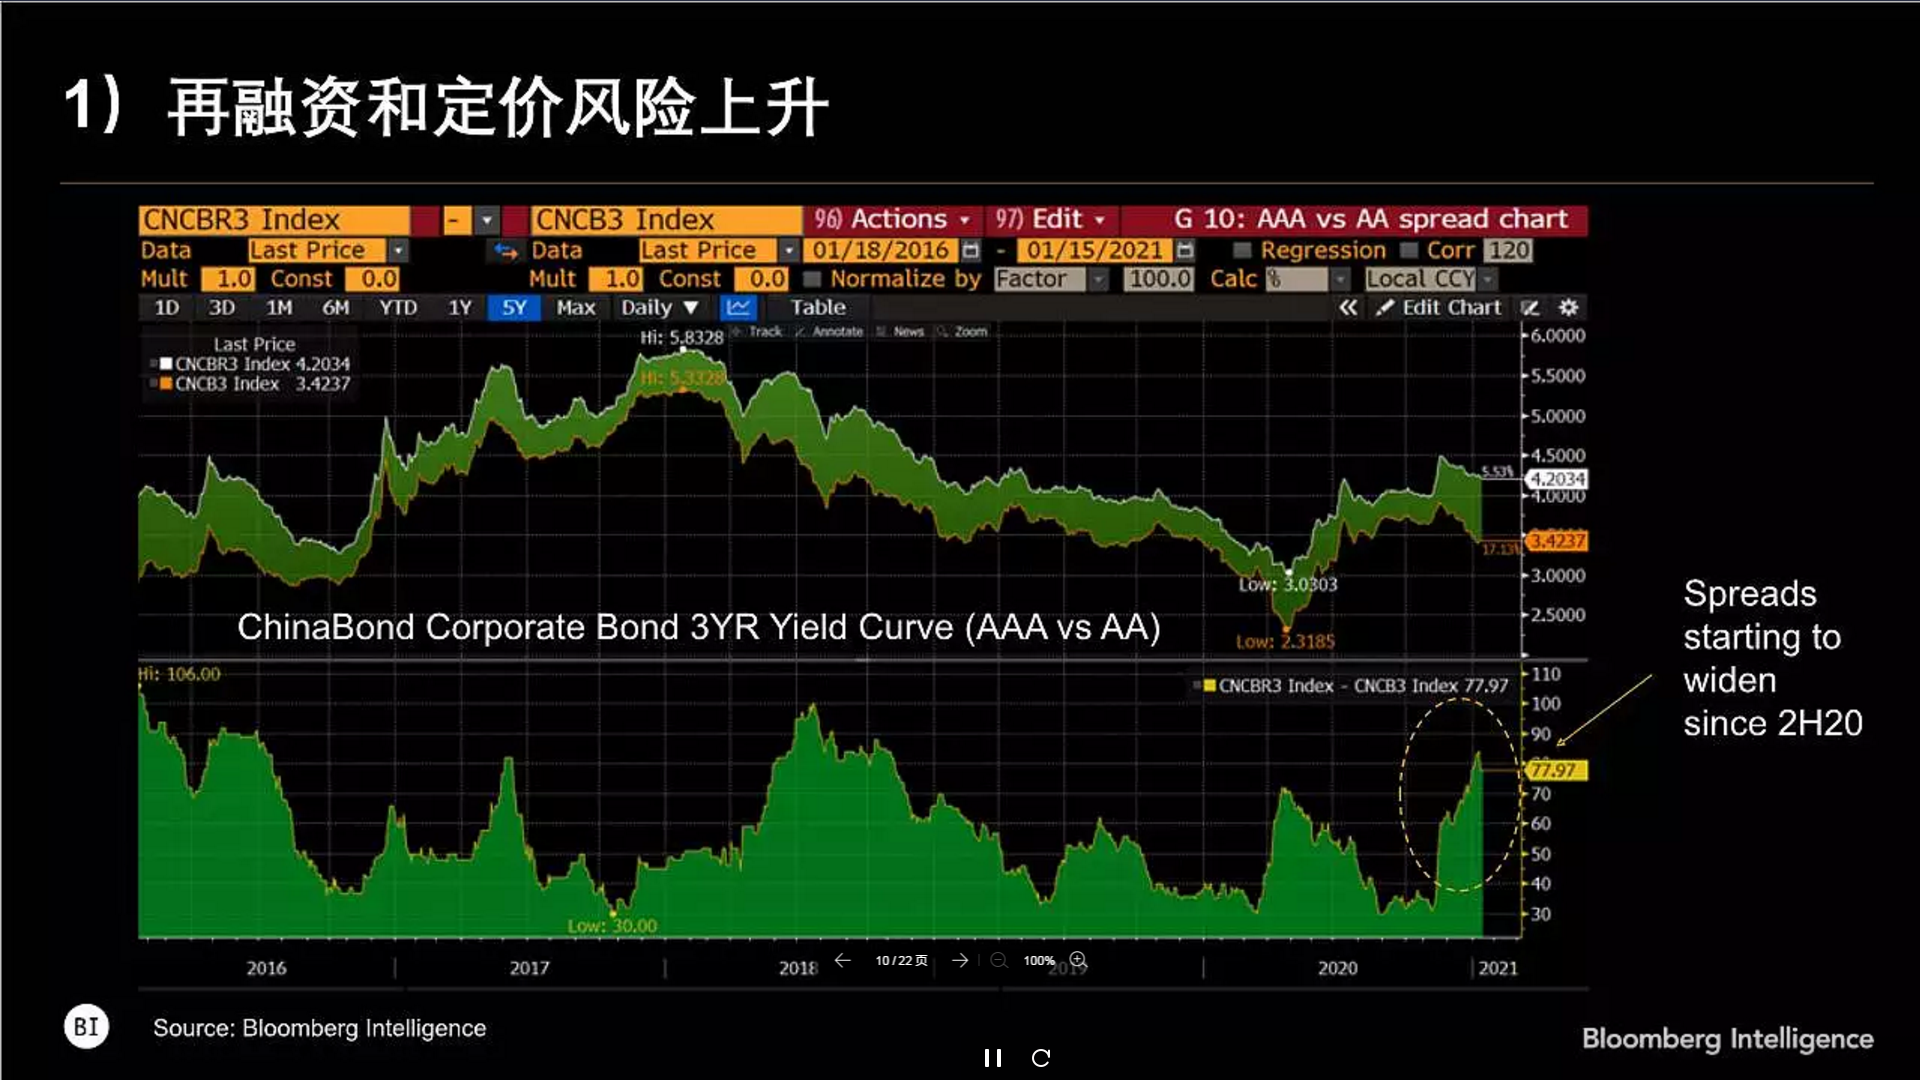 1） 再融资和定价风险上升
CNCBR3 Index - CNCB3 Index 96) Actions 97) Edit G 10: AAA vs AA spread chart
Data Last Price Data Last Price 01/18/2016 - 01/15/2021 Regression Corr 120
Mult 1.0 Const 0.0 Mult 1.0 Const 0.0 Normalize by Factor 100.0 Calc % Local CCY
1D 3D 1M 6M YTD 1Y 5Y Max Daily ▼ Table « Edit Chart
Track Annotate News Zoom
Last Price
CNCBR3 Index 4.2034
CNCB3 Index 3.4237
Hi: 5.8328
Hi: 5.3328
6.0000
5.5000
5.0000
4.5000
5.53%
4.2034
4.0000
3.4237
17.13%
3.0000
2.5000
Low: 3.0303
Low: 2.3185
ChinaBond Corporate Bond 3YR Yield Curve (AAA vs AA)
Spreads
starting to
widen
since 2H20
Hi: 106.00
CNCBR3 Index - CNCB3 Index 77.97
110
100
90
77.97
70
60
50
40
30
Low: 30.00
2016 2017 2018 2019 2020 2021
10/22页 100%
BI
Source: Bloomberg Intelligence
Bloomberg Intelligence